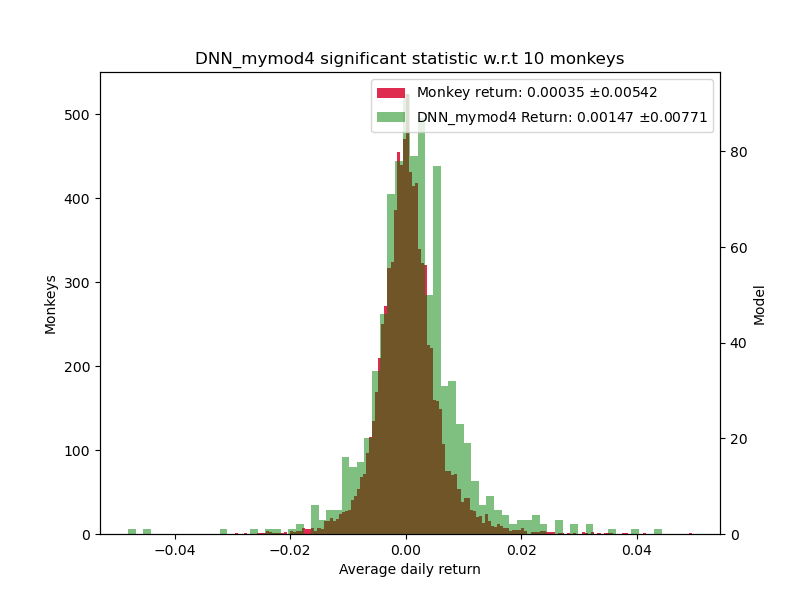 DNN_mymod4 significant statistic w.r.t 10 monkeys
Monkey return: 0.00035 ±0.00542
DNN_mymod4 Return: 0.00147 ±0.00771
500
400
300
200
100
0
Monkeys
80
60
40
20
0
Model
−0.04 −0.02 0.00 0.02 0.04
Average daily return